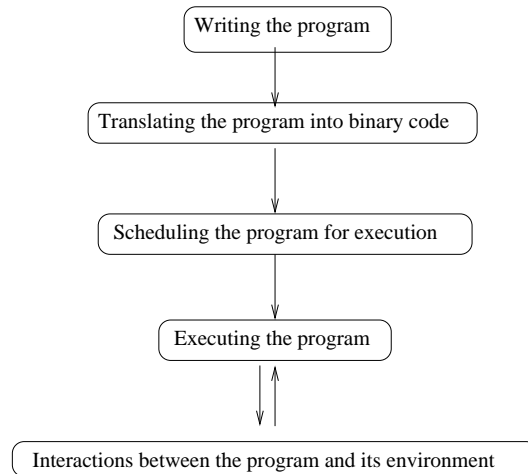 Writing the program
Translating the program into binary code
Scheduling the program for execution
Executing the program
Interactions between the program and its environment